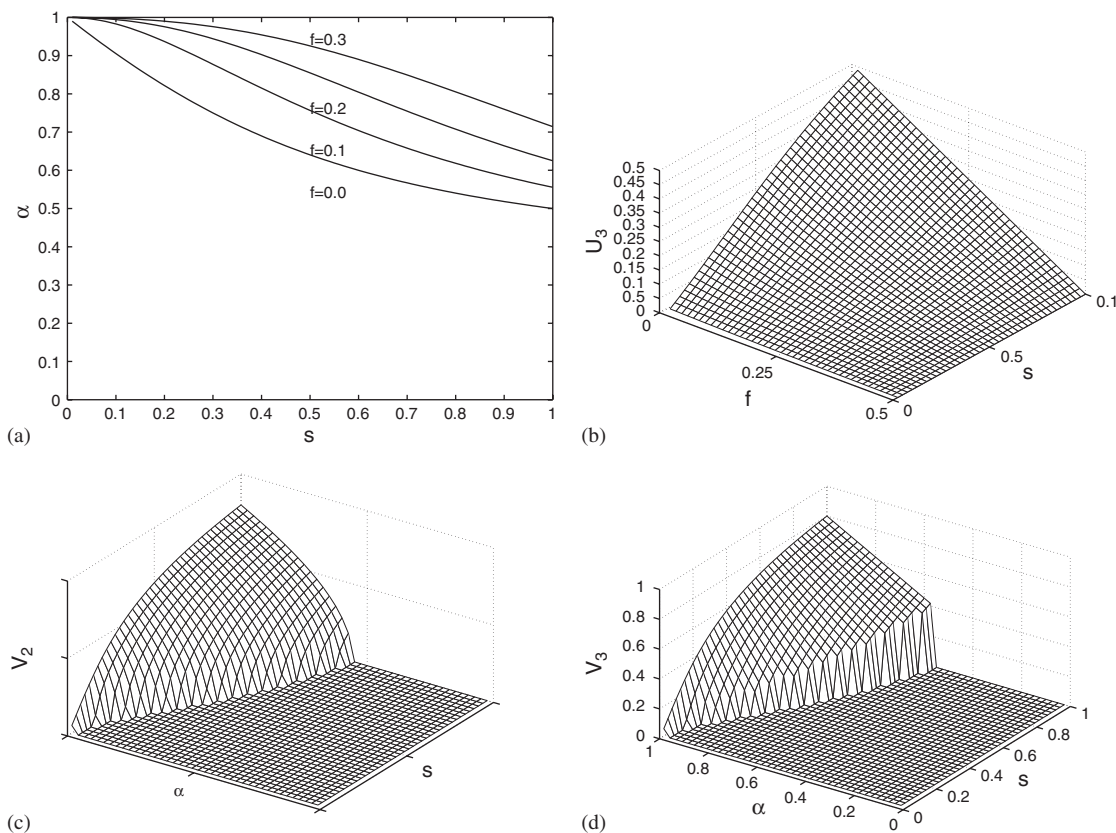 1
0.9
0.8
0.7
0.6
0.5
0.4
0.3
0.2
0.1
0
α
f=0.3
f=0.2
f=0.1
f=0.0
0 0.1 0.2 0.3 0.4 0.5 0.6 0.7 0.8 0.9 1
s
(a)
0.5
0.45
0.4
0.35
0.3
0.25
0.2
0.15
0.1
0.5
0
U3
0 0.25 0.5
f
0 0.5 0.1
s
(b)
V2
α
s
(c)
1
0.8
0.6
0.4
0.2
0
V3
1 0.8 0.6 0.4 0.2 0
α
0 0.2 0.4 0.6 0.8 1
s
(d)